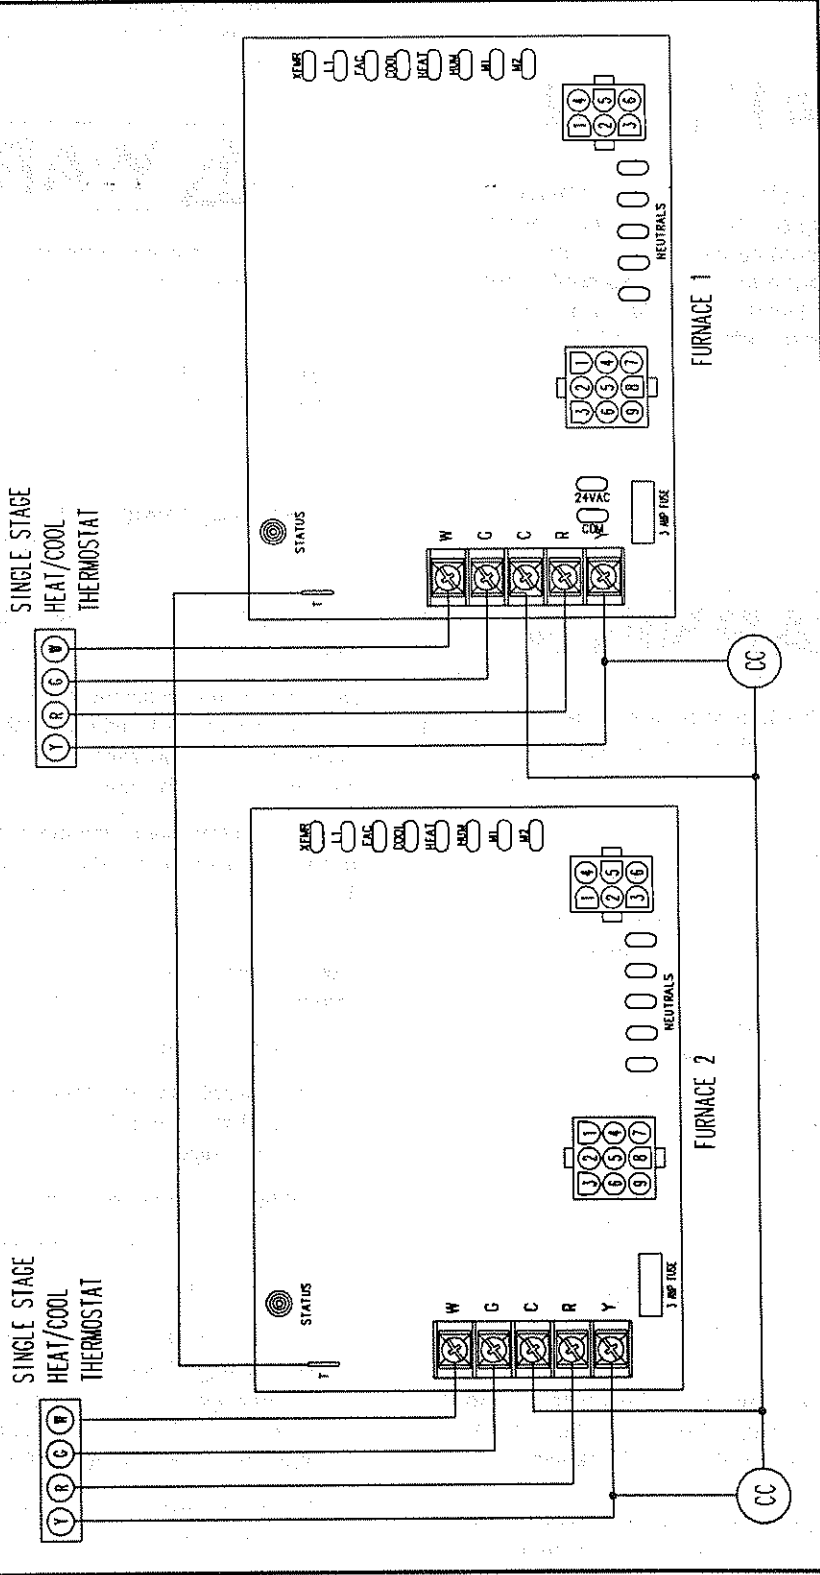 SINGLE STAGE
HEAT/COOL
THERMOSTAT
Y R G W
STATUS
T
W
G
C
R
Y
3 AMP FUSE
3 2 1
6 5 4
9 8 7
NEUTRALS
1 4
2 5
3 6
XFMR
L1
EAC
COOL
HEAT
HUM
M1
M2
FURNACE 2
CC
SINGLE STAGE
HEAT/COOL
THERMOSTAT
Y R G W
STATUS
T
W
G
C
R
Y
24VAC
COM
3 AMP FUSE
3 2 1
6 5 4
9 8 7
NEUTRALS
1 4
2 5
3 6
XFMR
L1
EAC
COOL
HEAT
HUM
M1
M2
FURNACE 1
CC